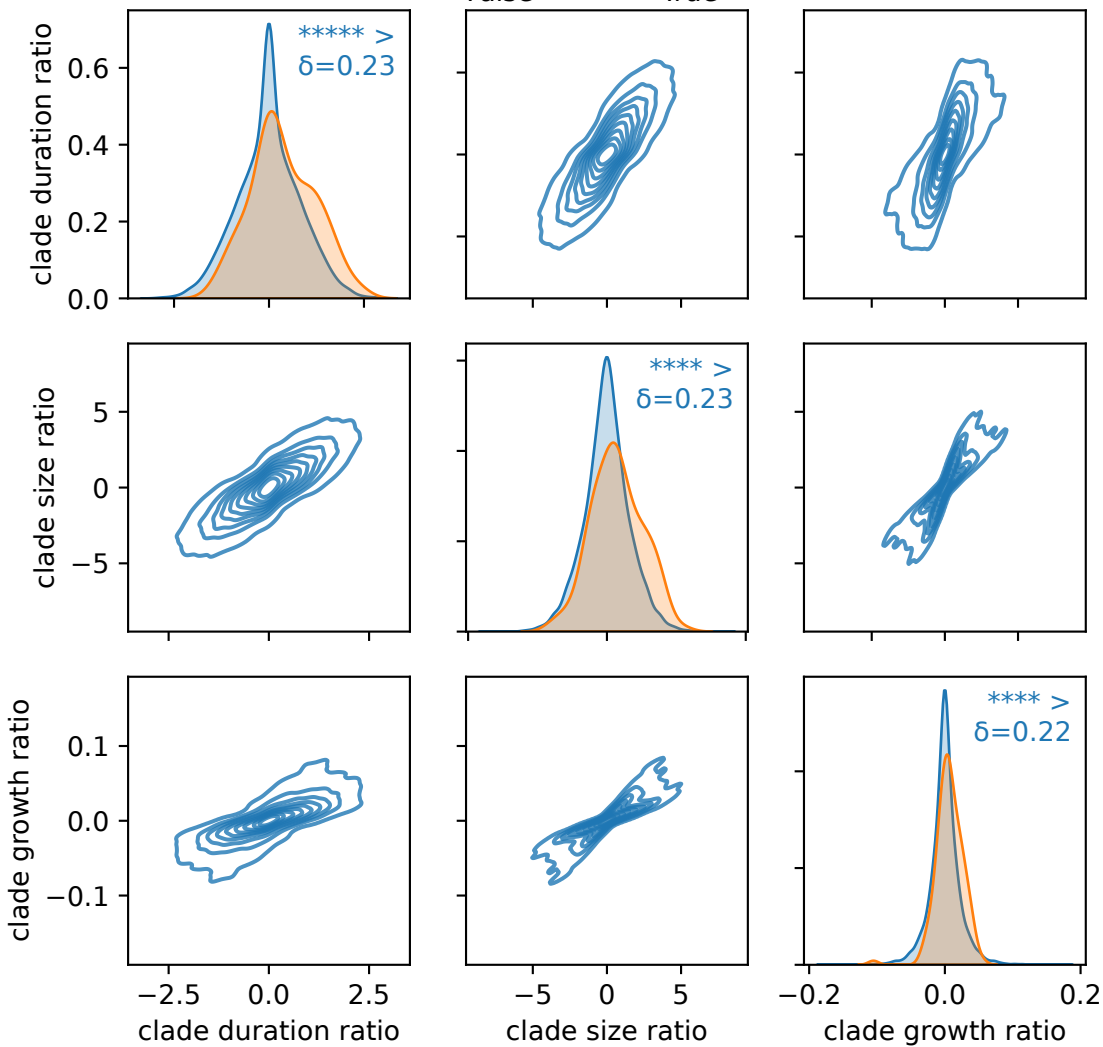 ***** >
δ=0.23
clade duration ratio
0.6
0.4
0.2
0.0
**** >
δ=0.23
clade size ratio
5
0
−5
**** >
δ=0.22
clade growth ratio
0.1
0.0
−0.1
−2.5 0.0 2.5
−5 0 5
−0.2 0.0 0.2
clade duration ratio
clade size ratio
clade growth ratio